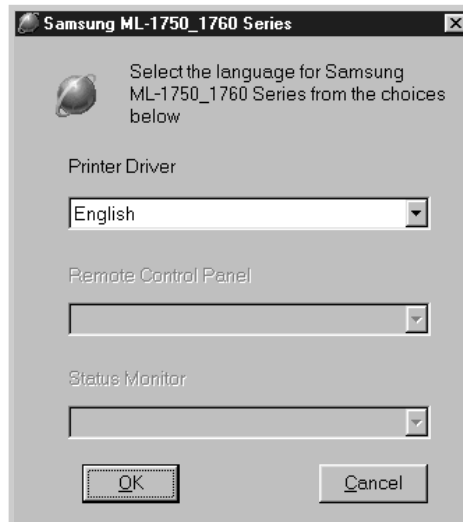 Samsung ML-1750_1760 Series
Select the language for Samsung
ML-1750_1760 Series from the choices
below
Printer Driver
English
Remote Control Panel
Status Monitor
OK
Cancel